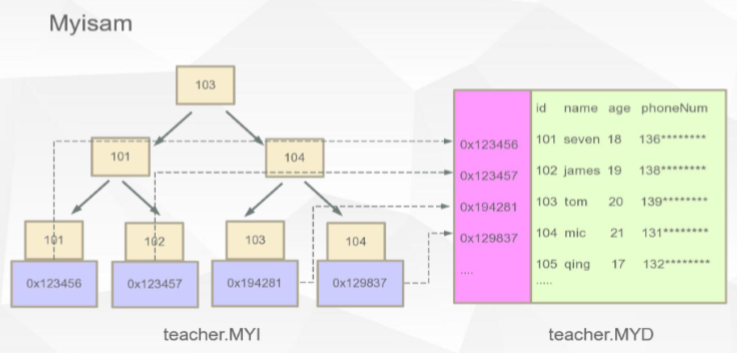 Myisam
103
101
104
101
102
103
104
0x123456
0x123457
0x194281
0x129837
teacher.MYI
id name age phoneNum
0x123456 101 seven 18 136********
0x123457 102 james 19 138********
0x194281 103 tom 20 139********
0x129837 104 mic 21 131********
.... 105 qing 17 132********
.....
teacher.MYD